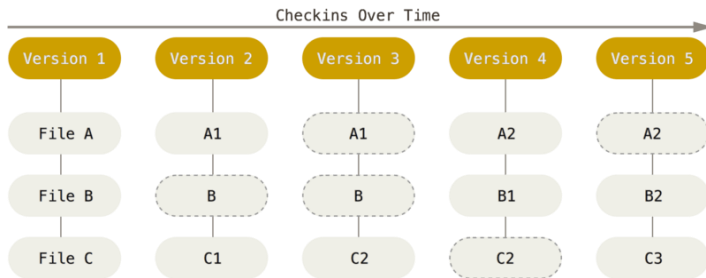 Checkins Over Time
Version 1 Version 2 Version 3 Version 4 Version 5
File A A1 A1 A2 A2
File B B B B1 B2
File C C1 C2 C2 C3